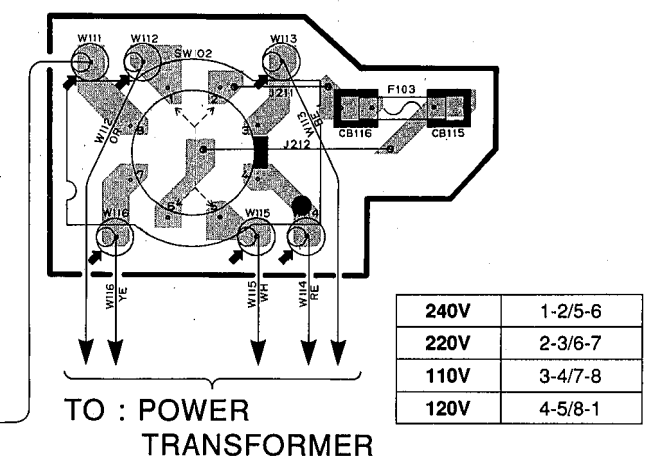 W111 W112 SW102 W113
J211
F103
W112
OR
W113
BE
1 2
8 3
CB116 CB115
J212
7 4
6 5
W116 W115 W114
W116
YE
W115
WH
W114
RE
240V 1-2/5-6
220V 2-3/6-7
110V 3-4/7-8
120V 4-5/8-1
TO : POWER
TRANSFORMER